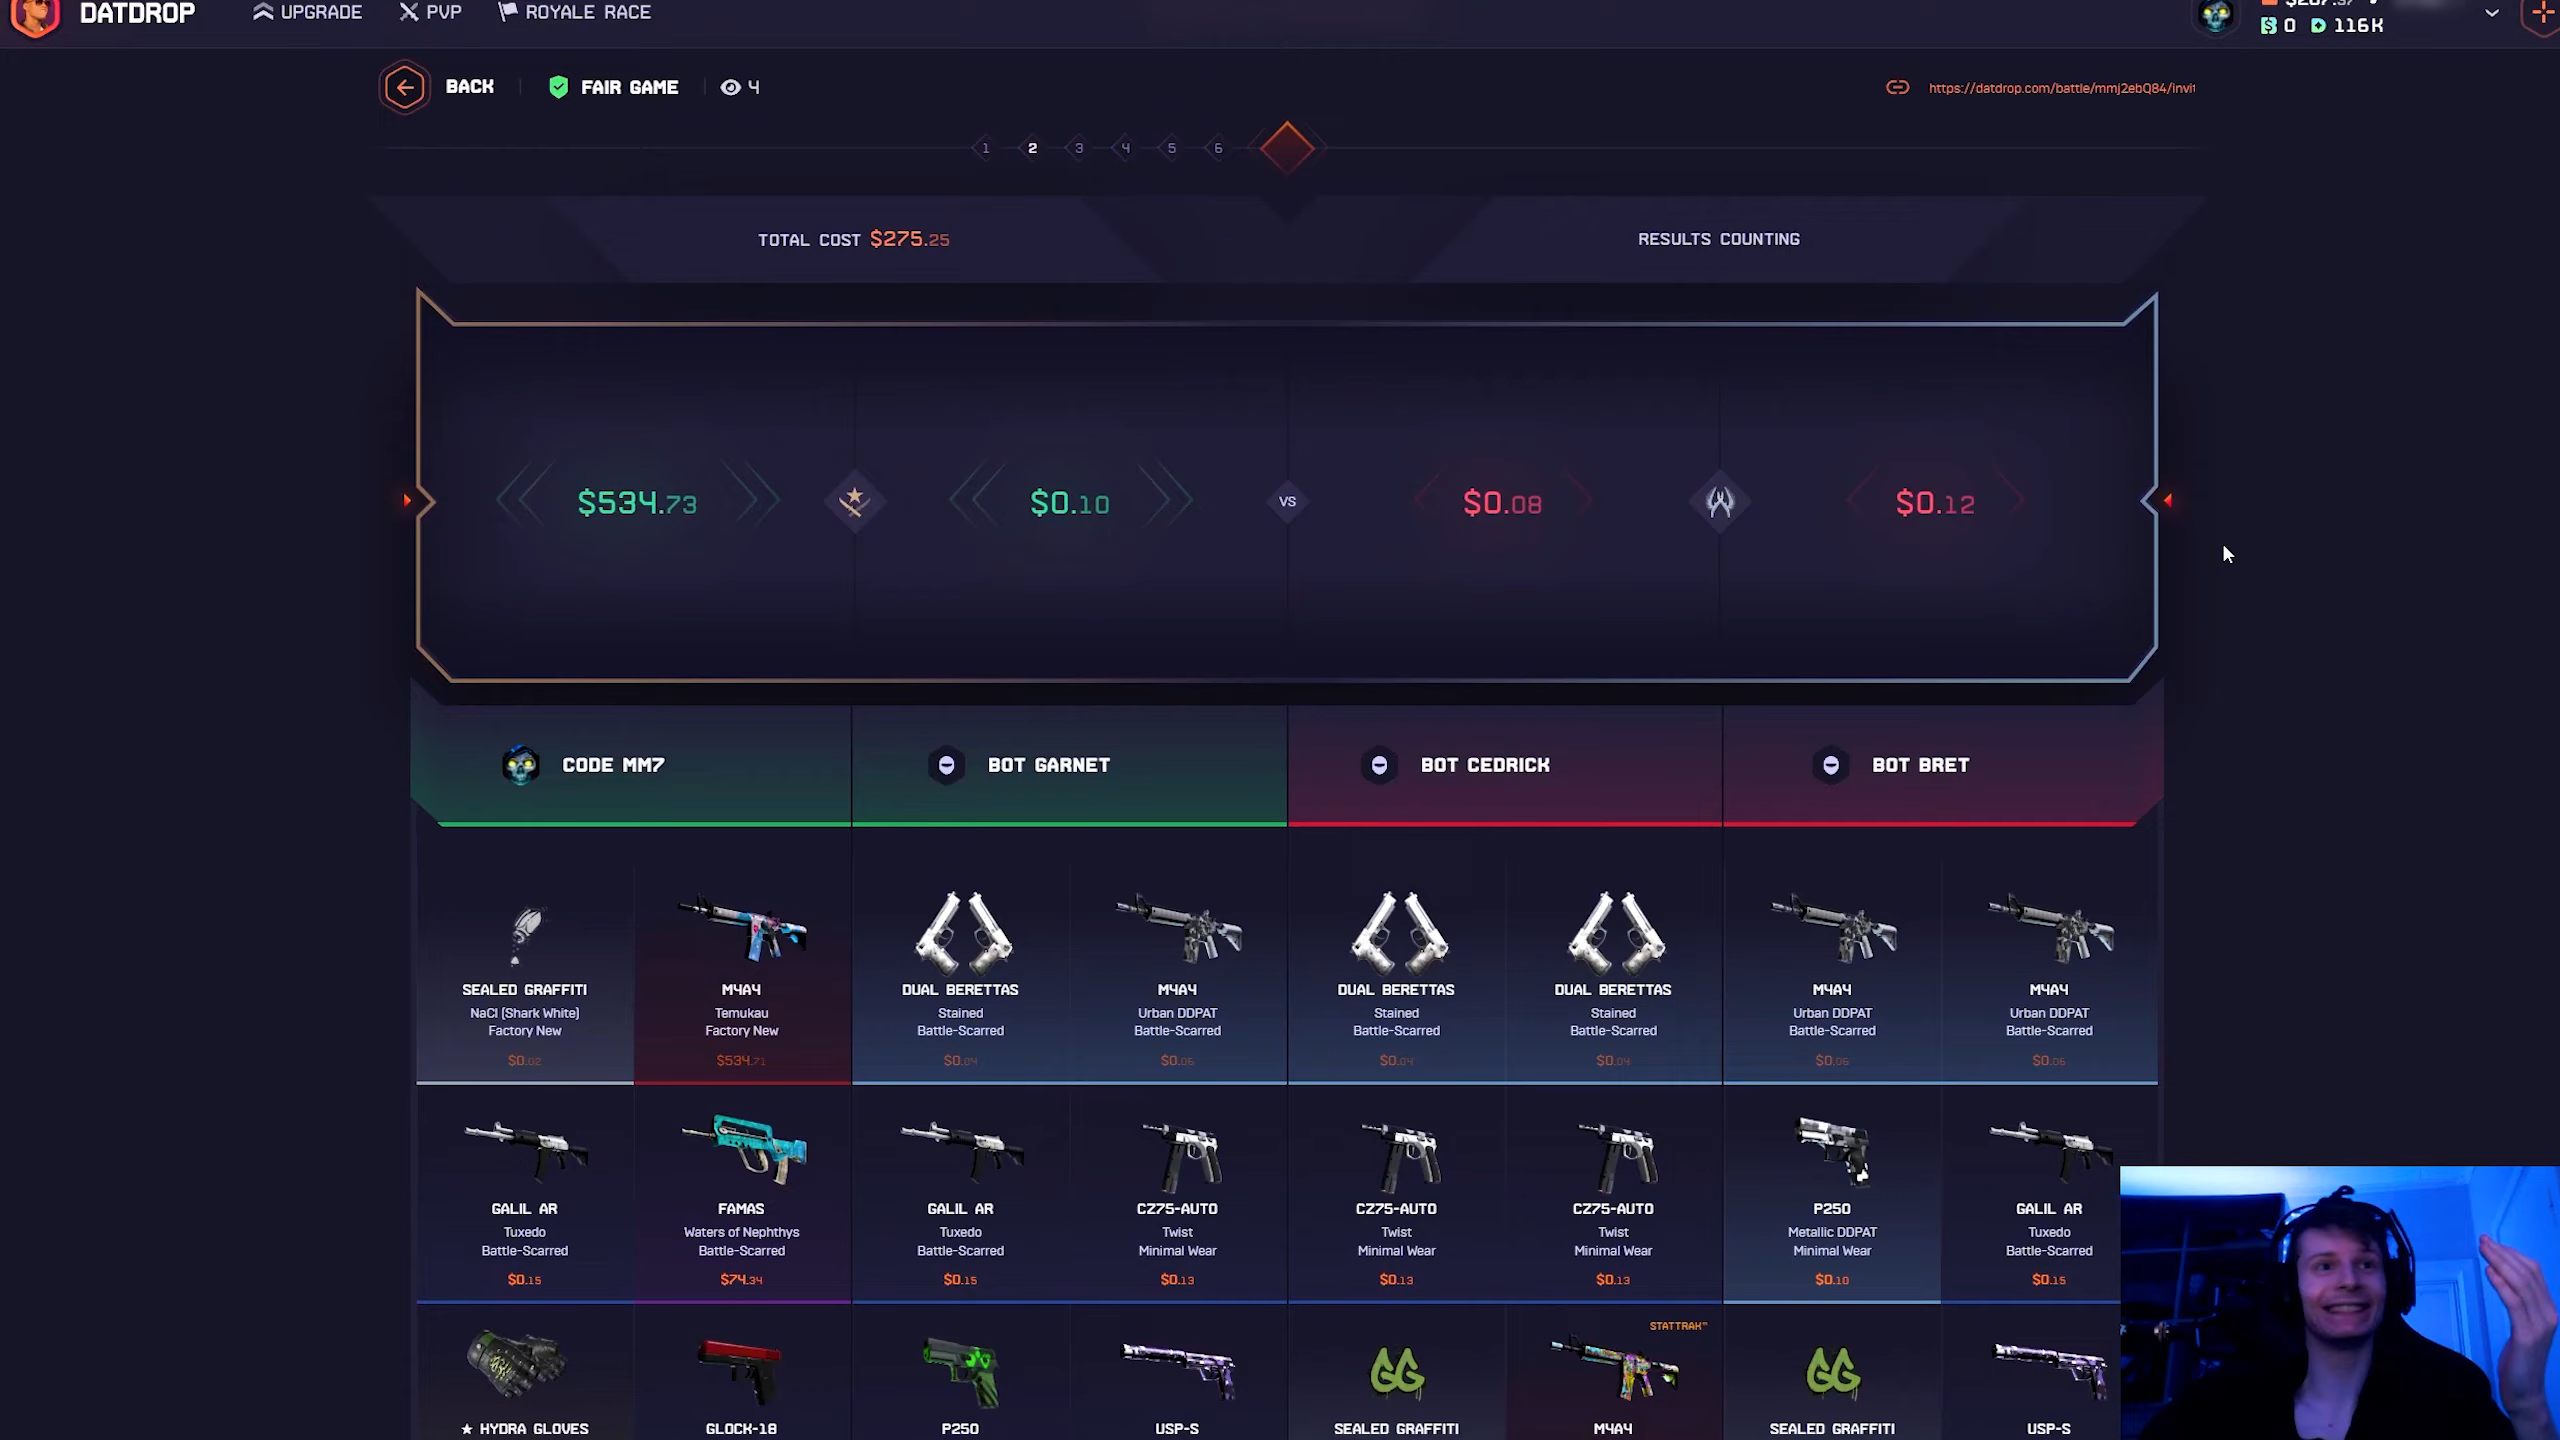 DATDROP
UPGRADE
PVP
ROYALE RACE
0
116K
BACK
FAIR GAME
4
https://datdrop.com/battle/mmj2ebQ84/invit
1
2
3
4
5
6
TOTAL COST $275.25
RESULTS COUNTING
$534.73
$0.10
VS
$0.08
$0.12
CODE MM7
BOT GARNET
BOT CEDRICK
BOT BRET
SEALED GRAFFITI
NaCl (Shark White)
Factory New
$0.02
M4A4
Temukau
Factory New
$534.71
DUAL BERETTAS
Stained
Battle-Scarred
$0.04
M4A4
Urban DDPAT
Battle-Scarred
$0.06
DUAL BERETTAS
Stained
Battle-Scarred
$0.04
DUAL BERETTAS
Stained
Battle-Scarred
$0.04
M4A4
Urban DDPAT
Battle-Scarred
$0.06
M4A4
Urban DDPAT
Battle-Scarred
$0.06
GALIL AR
Tuxedo
Battle-Scarred
$0.15
FAMAS
Waters of Nephthys
Battle-Scarred
$74.34
GALIL AR
Tuxedo
Battle-Scarred
$0.15
CZ75-AUTO
Twist
Minimal Wear
$0.13
CZ75-AUTO
Twist
Minimal Wear
$0.13
CZ75-AUTO
Twist
Minimal Wear
$0.13
P250
Metallic DDPAT
Minimal Wear
$0.10
GALIL AR
Tuxedo
Battle-Scarred
$0.15
★ HYDRA GLOVES
GLOCK-18
P250
USP-S
GG
SEALED GRAFFITI
STATTRAK™
M4A4
GG
SEALED GRAFFITI
USP-S